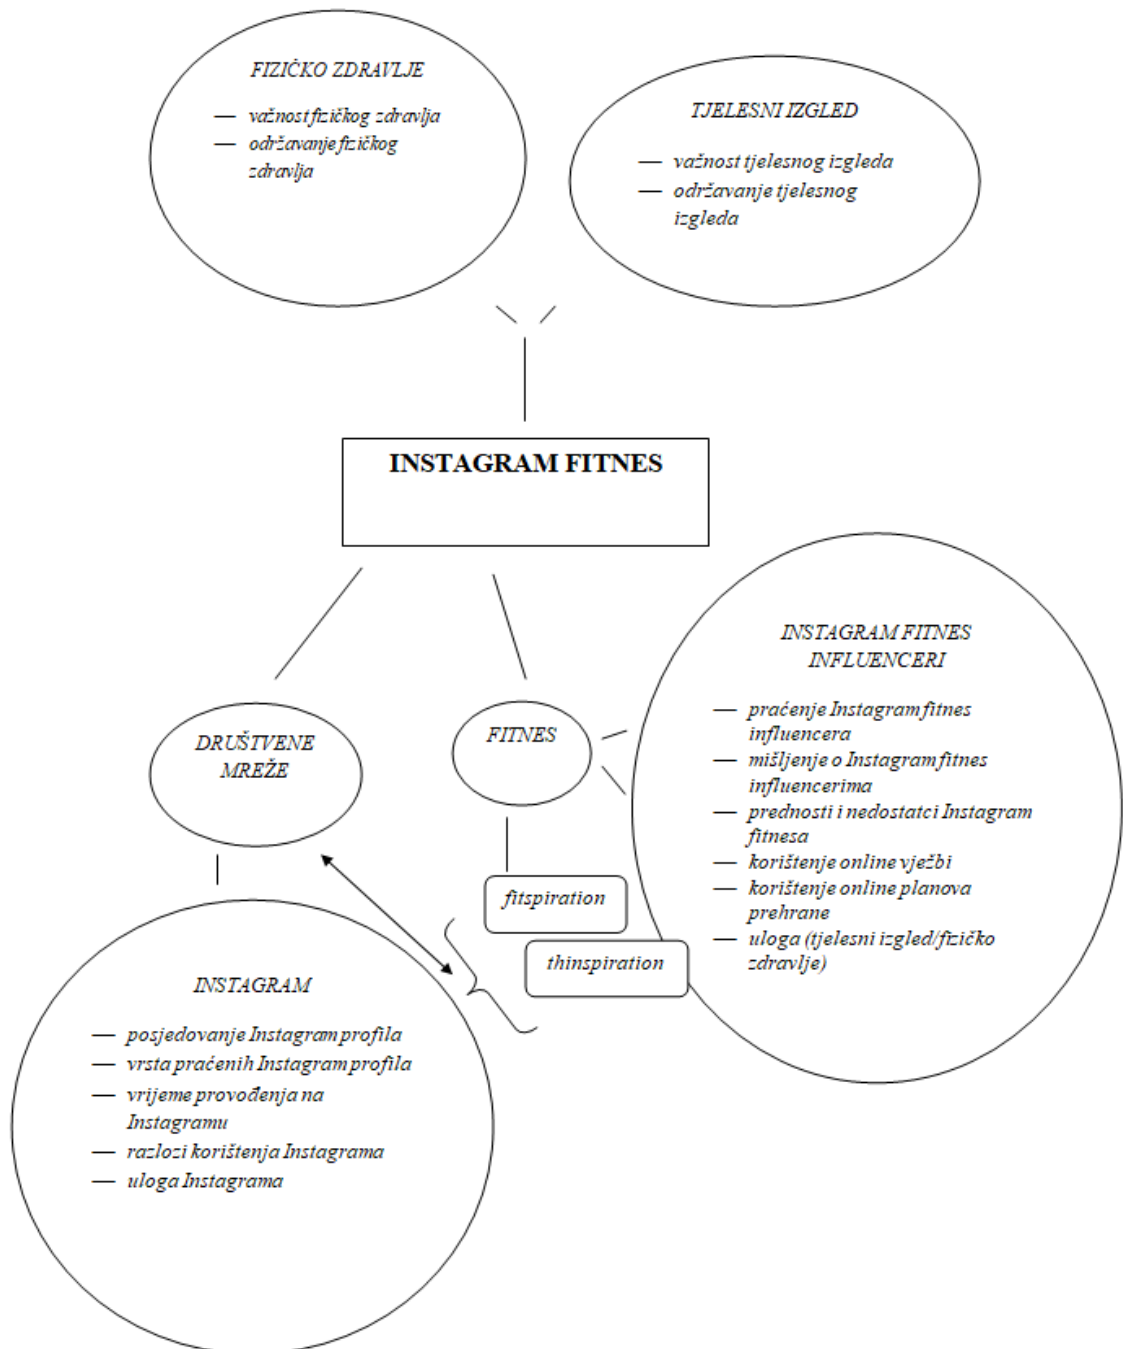 FIZIČKO ZDRAVLJE
— važnost fizičkog zdravlja
— održavanje fizičkog
zdravlja
TJELESNI IZGLED
— važnost tjelesnog izgleda
— održavanje tjelesnog
izgleda
INSTAGRAM FITNES
DRUŠTVENE
MREŽE
FITNES
INSTAGRAM FITNES
INFLUENCERI
— praćenje Instagram fitnes
influencera
— mišljenje o Instagram fitnes
influencerima
— prednosti i nedostatci Instagram
fitnesa
— korištenje online vježbi
— korištenje online planova
prehrane
— uloga (tjelesni izgled/fizičko
zdravlje)
fitspiration
thinspiration
INSTAGRAM
— posjedovanje Instagram profila
— vrsta praćenih Instagram profila
— vrijeme provođenja na
Instagramu
— razlozi korištenja Instagrama
— uloga Instagrama